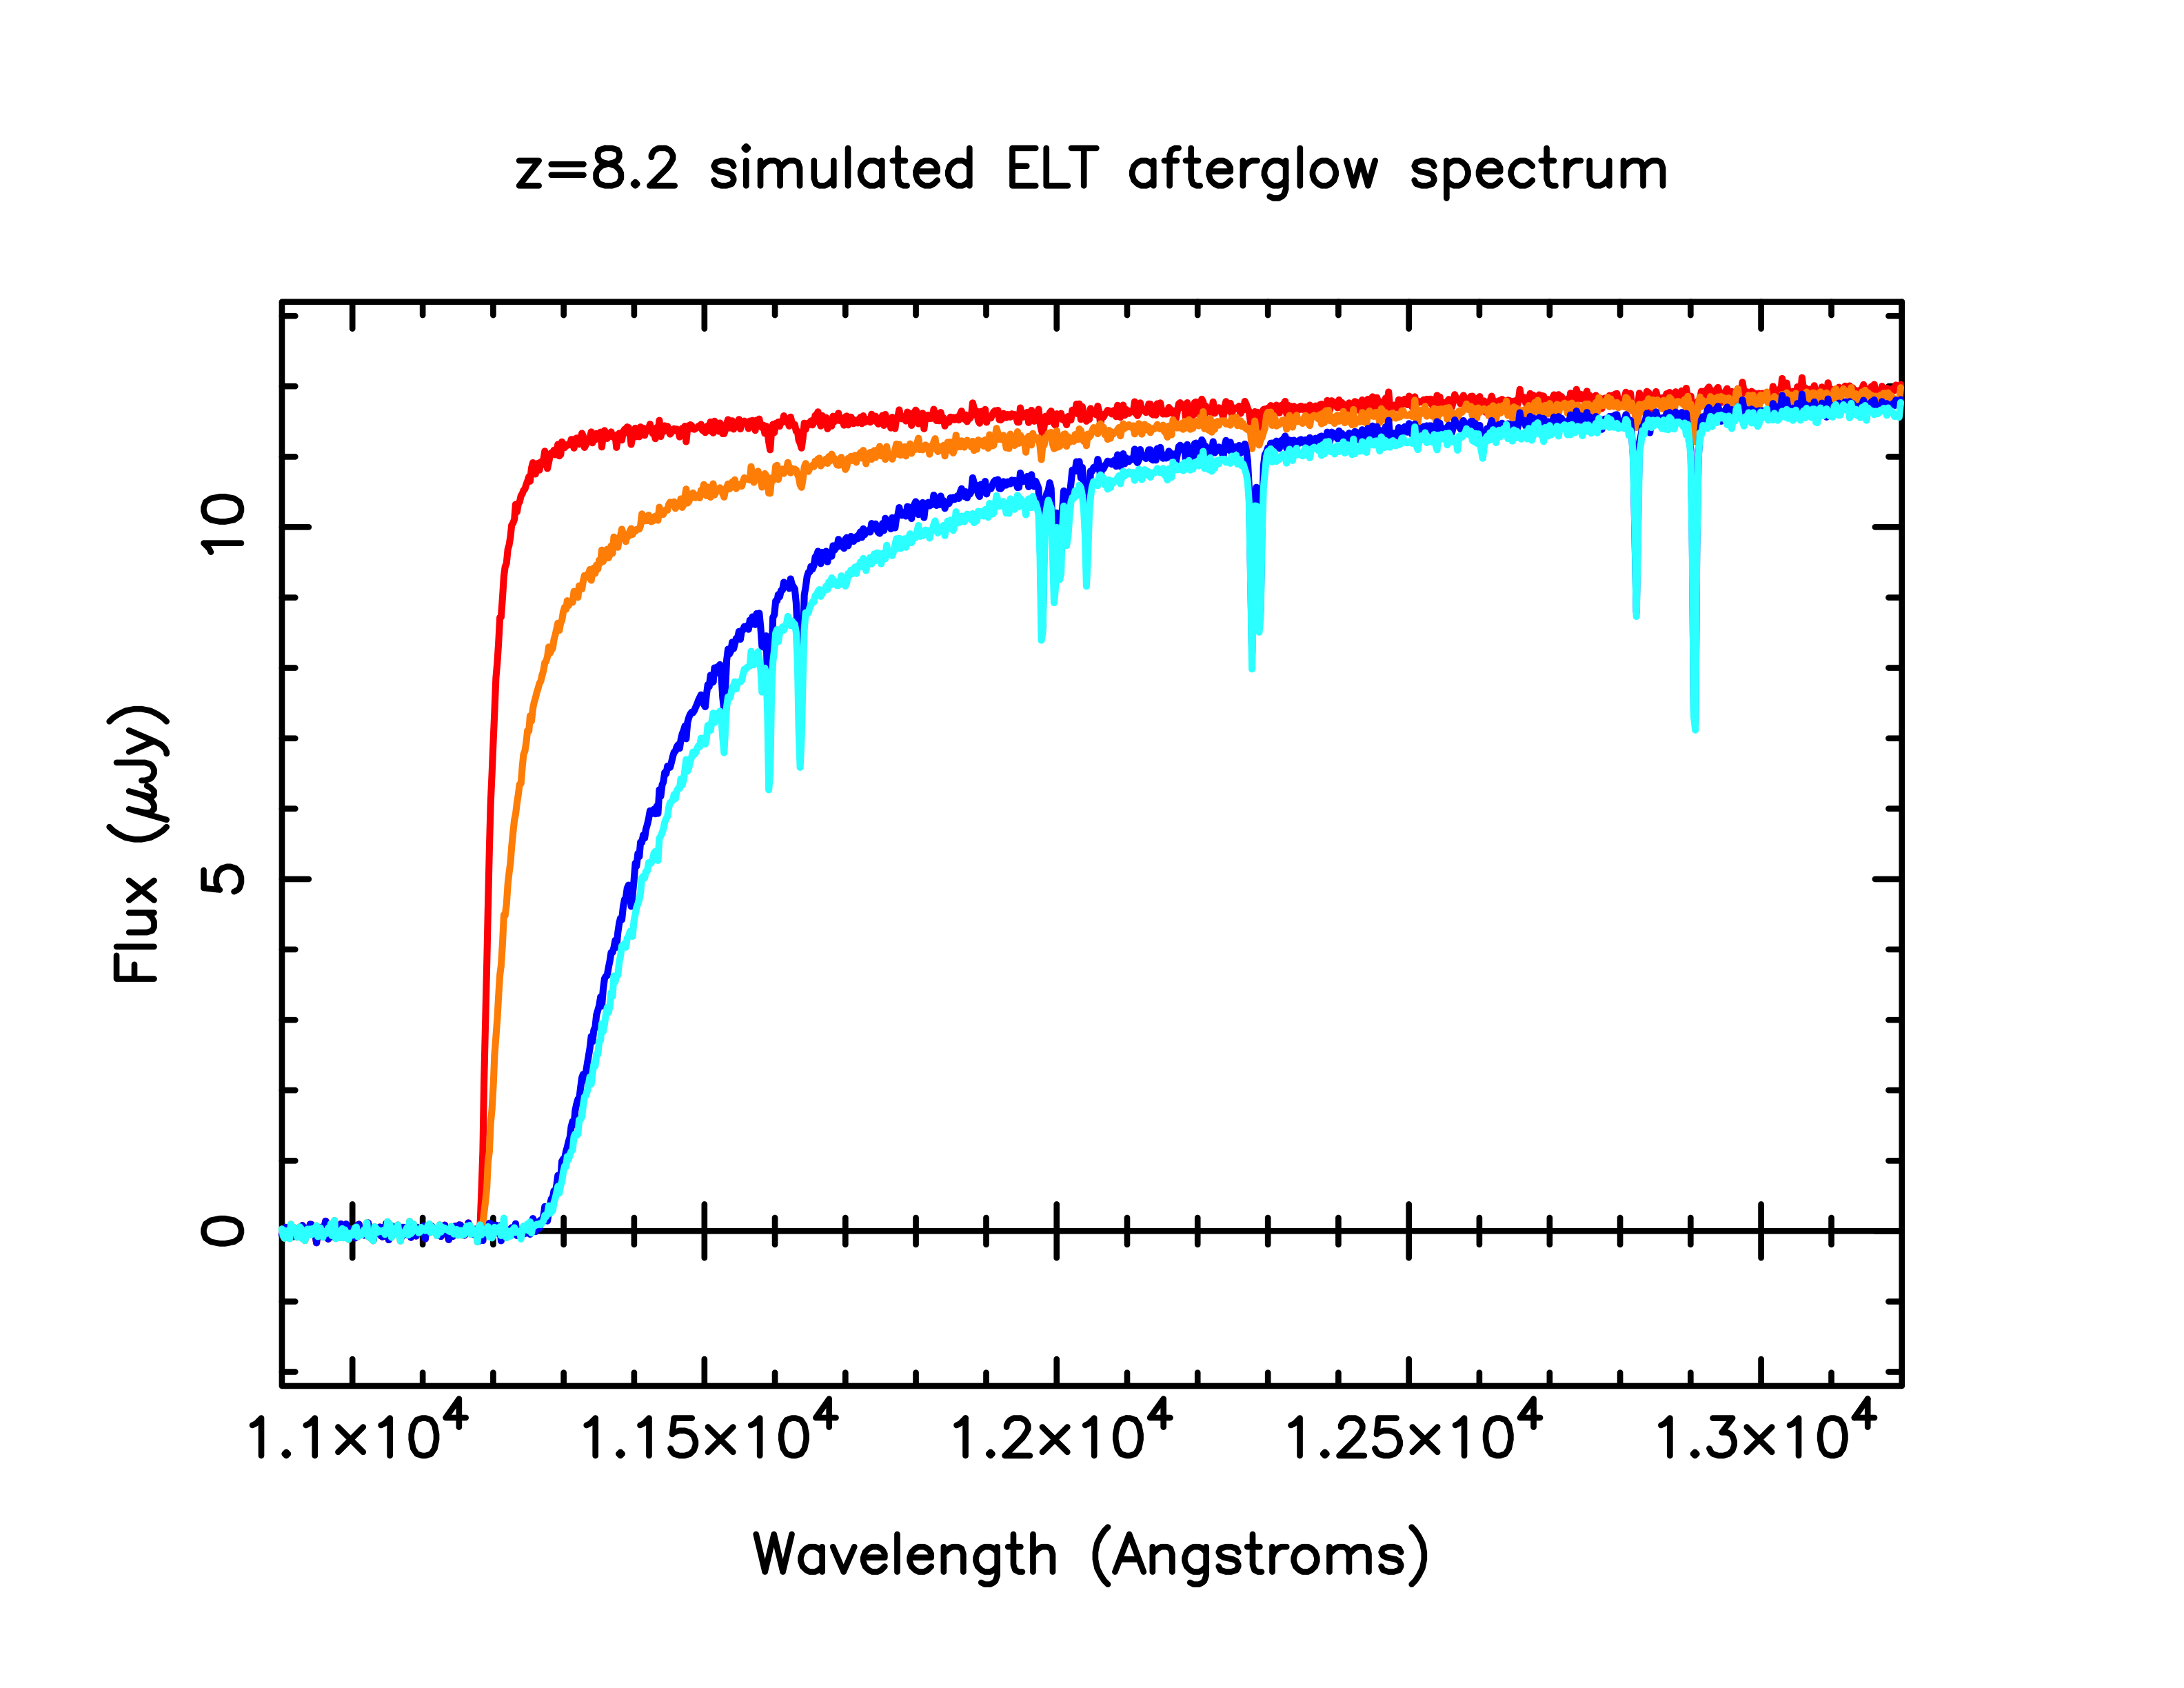 z=8.2 simulated ELT afterglow spectrum
Flux (μJy)
10
5
0
1.1×10⁴ 1.15×10⁴ 1.2×10⁴ 1.25×10⁴ 1.3×10⁴
Wavelength (Angstroms)